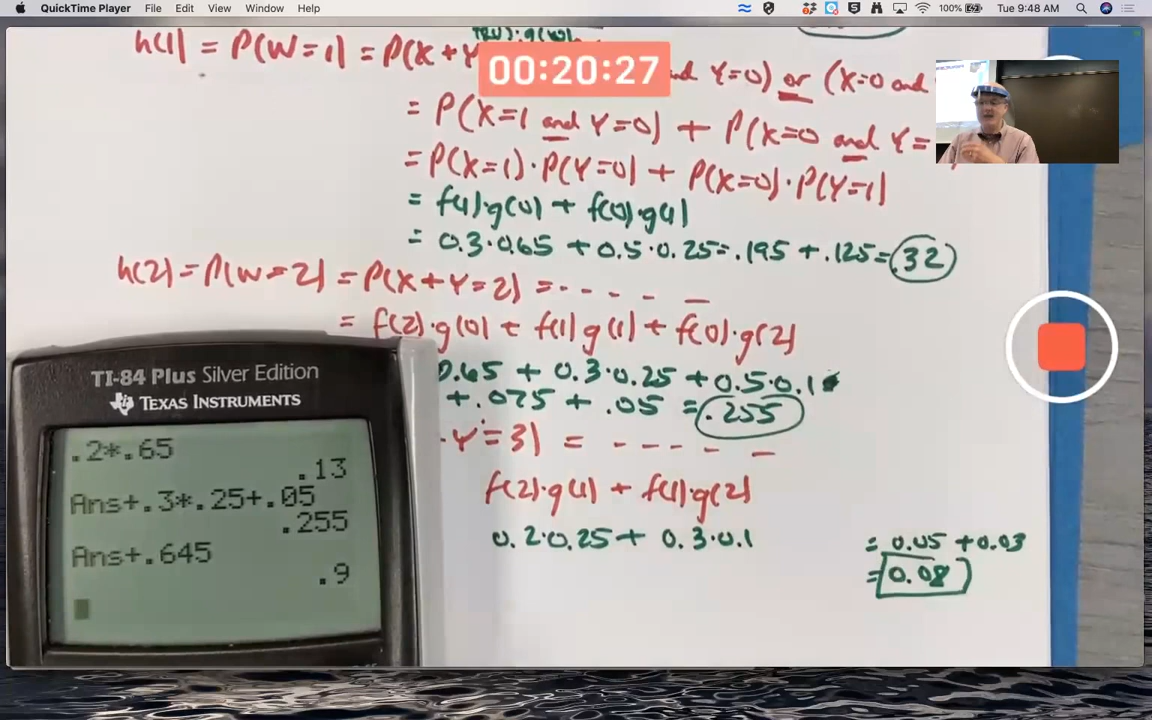 QuickTime Player File Edit View Window Help 100% Tue 9:48 AM
h(1) = P(W=1) = P(X+Y
00:20:27
and Y=0) or (X=0 and
= P(X=1 and Y=0) + P(X=0 and Y=
= P(X=1)·P(Y=0) + P(X=0)·P(Y=1)
= f(1)·g(0) + f(0)·g(1)
= 0.3·0.65 + 0.5·0.25 = .195 + .125 = .32
h(2) = P(W=2) = P(X+Y=2) = - - - - -
= f(2)·g(0) + f(1)g(1) + f(0)·g(2)
0.65 + 0.3·0.25 + 0.5·0.1
+ .075 + .05 = .255
Y=3) = - - - - -
f(2)·g(1) + f(1)g(2)
0.2·0.25 + 0.3·0.1
= 0.05 + 0.03
= 0.08
TI-84 Plus Silver Edition
TEXAS INSTRUMENTS
.2*.65
.13
Ans+.3*.25+.05
.255
Ans+.645
.9